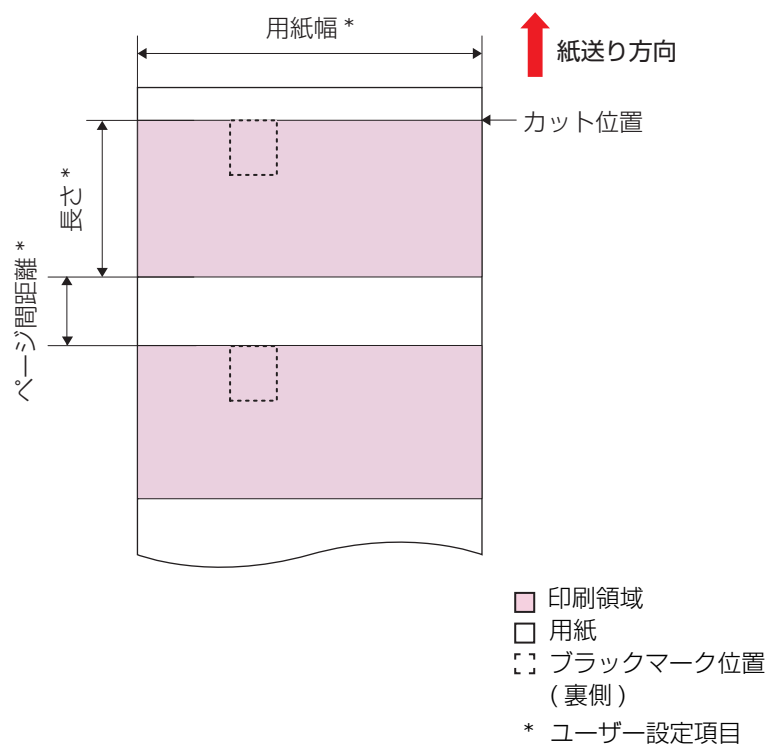 用紙幅 *
紙送り方向
カット位置
長さ *
ページ間距離 *
印刷領域
用紙
ブラックマーク位置
( 裏側 )
* ユーザー設定項目